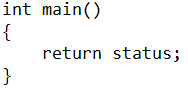 int main()
{
    return status;
}